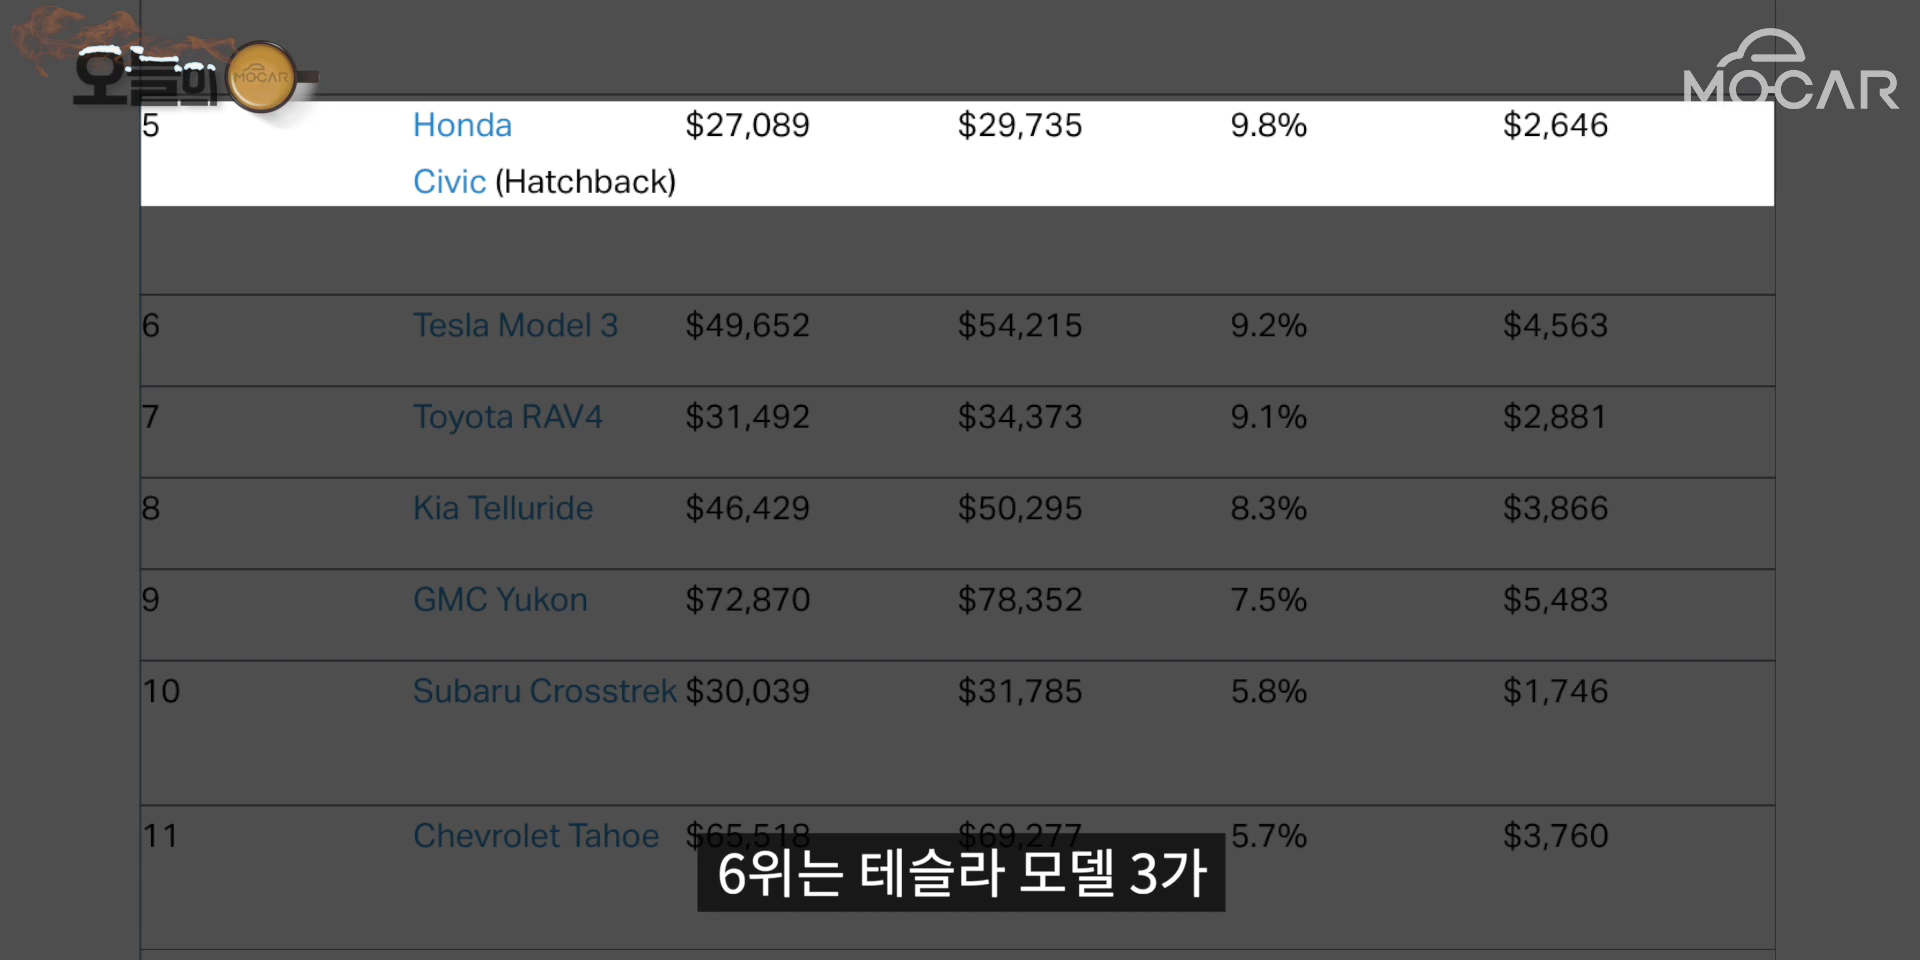 오늘의 MOCAR
MOCAR
5 Honda $27,089 $29,735 9.8% $2,646
Civic (Hatchback)
6 Tesla Model 3 $49,652 $54,215 9.2% $4,563
7 Toyota RAV4 $31,492 $34,373 9.1% $2,881
8 Kia Telluride $46,429 $50,295 8.3% $3,866
9 GMC Yukon $72,870 $78,352 7.5% $5,483
10 Subaru Crosstrek $30,039 $31,785 5.8% $1,746
11 Chevrolet Tahoe $65,518 $69,277 5.7% $3,760
6위는 테슬라 모델 3가